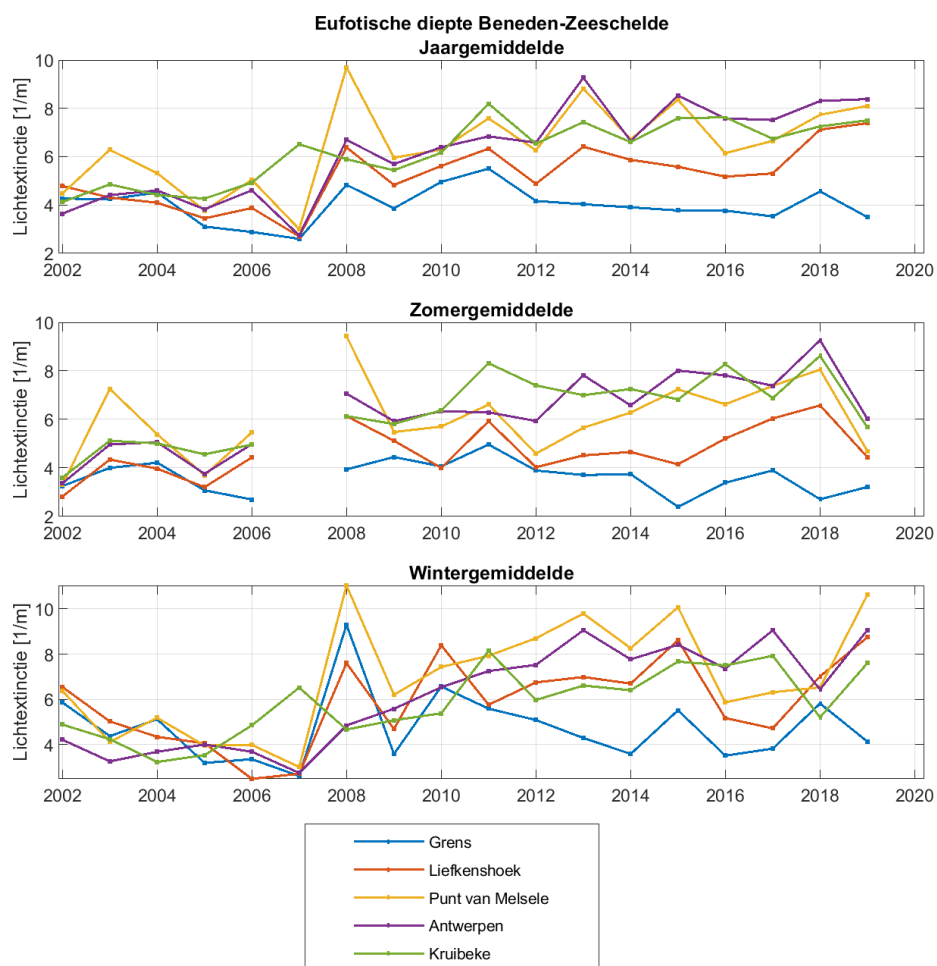 Eufotische diepte Beneden-Zeeschelde
Jaargemiddelde
Lichtextinctie [1/m]
10
8
6
4
2
2002 2004 2006 2008 2010 2012 2014 2016 2018 2020
Zomergemiddelde
Lichtextinctie [1/m]
10
8
6
4
2
2002 2004 2006 2008 2010 2012 2014 2016 2018 2020
Wintergemiddelde
Lichtextinctie [1/m]
10
8
6
4
2002 2004 2006 2008 2010 2012 2014 2016 2018 2020
Grens
Liefkenshoek
Punt van Melsele
Antwerpen
Kruibeke